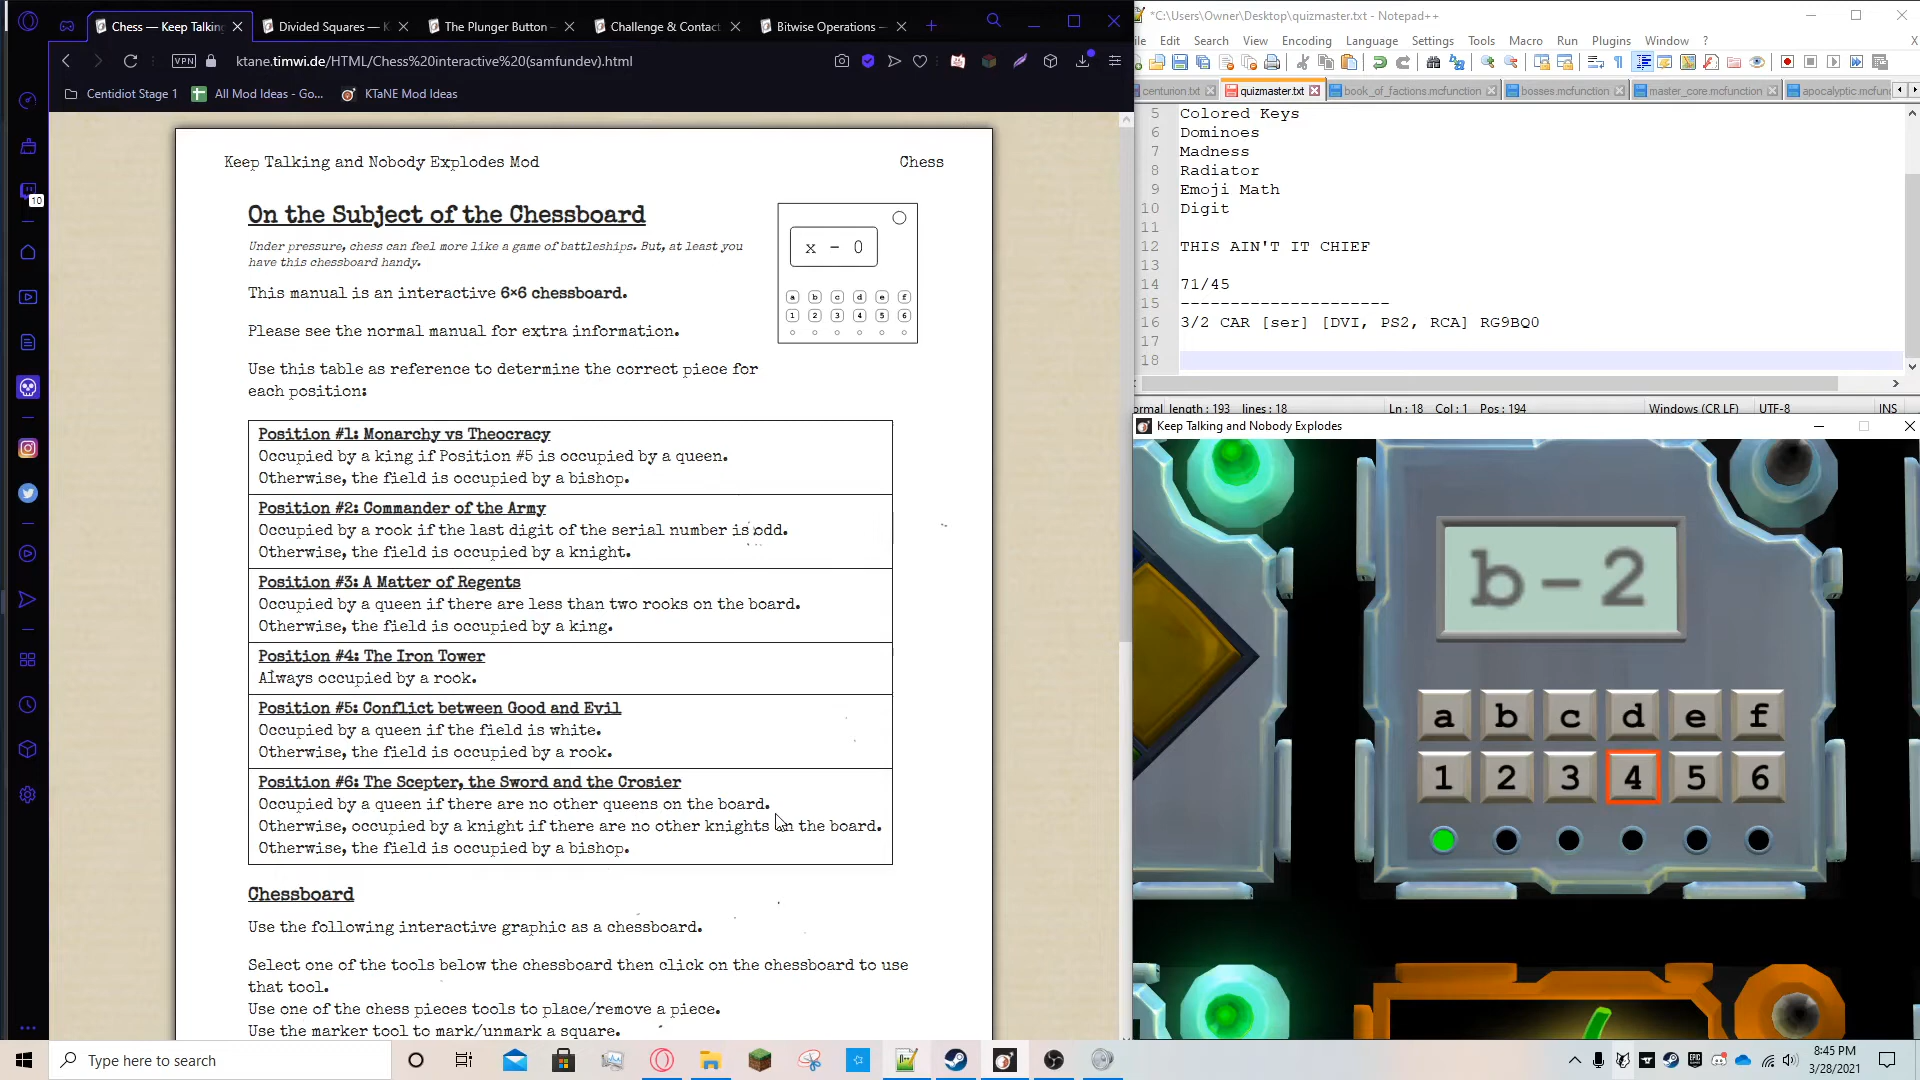 Chess — Keep Talking
Divided Squares — K
The Plunger Button —
Challenge & Contact
Bitwise Operations —
VPN
ktane.timwi.de/HTML/Chess%20interactive%20(samfundev).html
Centidiot Stage 1
All Mod Ideas - Go...
KTaNE Mod Ideas
10
Keep Talking and Nobody Explodes Mod
Chess
On the Subject of the Chessboard
Under pressure, chess can feel more like a game of battleships. But, at least you
have this chessboard handy.
This manual is an interactive 6×6 chessboard.
Please see the normal manual for extra information.
Use this table as reference to determine the correct piece for
each position:
x - 0
a b c d e f
1 2 3 4 5 6
Position #1: Monarchy vs Theocracy
Occupied by a king if Position #5 is occupied by a queen.
Otherwise, the field is occupied by a bishop.
Position #2: Commander of the Army
Occupied by a rook if the last digit of the serial number is odd.
Otherwise, the field is occupied by a knight.
Position #3: A Matter of Regents
Occupied by a queen if there are less than two rooks on the board.
Otherwise, the field is occupied by a king.
Position #4: The Iron Tower
Always occupied by a rook.
Position #5: Conflict between Good and Evil
Occupied by a queen if the field is white.
Otherwise, the field is occupied by a rook.
Position #6: The Scepter, the Sword and the Crosier
Occupied by a queen if there are no other queens on the board.
Otherwise, occupied by a knight if there are no other knights on the board.
Otherwise, the field is occupied by a bishop.
Chessboard
Use the following interactive graphic as a chessboard.
Select one of the tools below the chessboard then click on the chessboard to use
that tool.
Use one of the chess pieces tools to place/remove a piece.
Use the marker tool to mark/unmark a square.
*C:\Users\Owner\Desktop\quizmaster.txt - Notepad++
Edit Search View Encoding Language Settings Tools Macro Run Plugins Window ?
centurion.txt
quizmaster.txt
book_of_factions.mcfunction
bosses.mcfunction
master_core.mcfunction
apocalyptic.mcfun
5 Colored Keys
6 Dominoes
7 Madness
8 Radiator
9 Emoji Math
10 Digit
11
12 THIS AIN'T IT CHIEF
13
14 71/45
15 ---------------------
16 3/2 CAR [ser] [DVI, PS2, RCA] RG9BQ0
17
18
length : 193 lines : 18
Ln : 18 Col : 1 Pos : 194
Windows (CR LF)
UTF-8
INS
Keep Talking and Nobody Explodes
b-2
a b c d e f
1 2 3 4 5 6
Type here to search
8:45 PM
3/28/2021